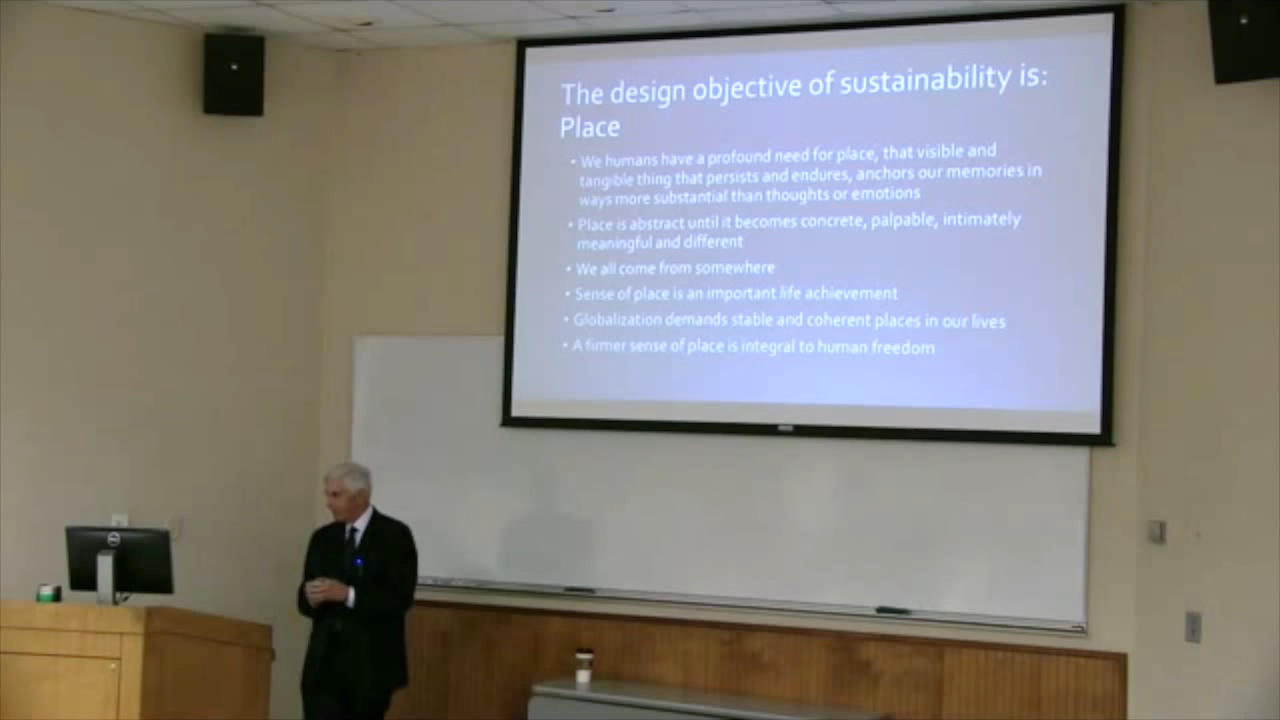 The design objective of sustainability is:
Place
• We humans have a profound need for place, that visible and
tangible thing that persists and endures, anchors our memories in
ways more substantial than thoughts or emotions
• Place is abstract until it becomes concrete, palpable, intimately
meaningful and different
• We all come from somewhere
• Sense of place is an important life achievement
• Globalization demands stable and coherent places in our lives
• A firmer sense of place is integral to human freedom
DELL